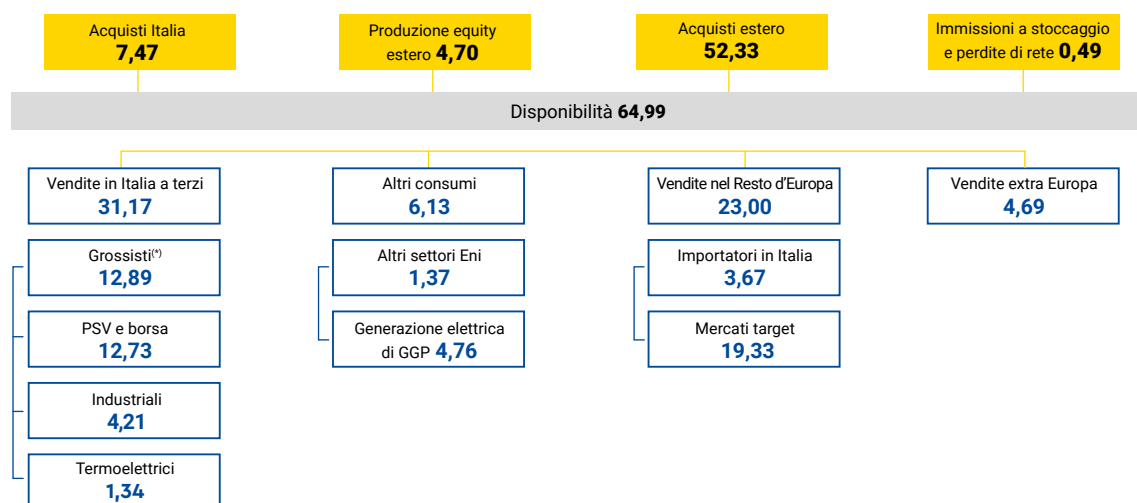 Acquisti Italia
7,47
Produzione equity
estero 4,70
Acquisti estero
52,33
Immissioni a stoccaggio
e perdite di rete 0,49
Disponibilità 64,99
Vendite in Italia a terzi
31,17
Altri consumi
6,13
Vendite nel Resto d'Europa
23,00
Vendite extra Europa
4,69
Grossisti(*)
12,89
Altri settori Eni
1,37
Importatori in Italia
3,67
PSV e borsa
12,73
Generazione elettrica
di GGP 4,76
Mercati target
19,33
Industriali
4,21
Termoelettrici
1,34